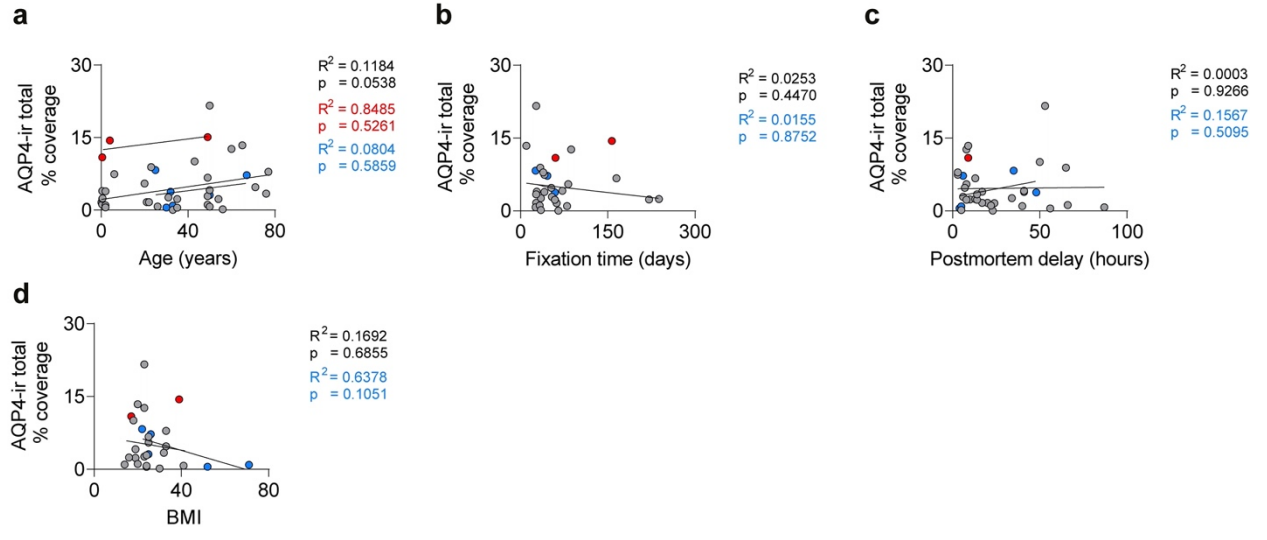 a
AQP4-ir total
% coverage
30
15
0
0
40
80
Age (years)
R² = 0.1184
p = 0.0538
R² = 0.8485
p = 0.5261
R² = 0.0804
p = 0.5859
b
AQP4-ir total
% coverage
30
15
0
0
150
300
Fixation time (days)
R² = 0.0253
p = 0.4470
R² = 0.0155
p = 0.8752
c
AQP4-ir total
% coverage
30
15
0
0
50
100
Postmortem delay (hours)
R² = 0.0003
p = 0.9266
R² = 0.1567
p = 0.5095
d
AQP4-ir total
% coverage
30
15
0
0
40
80
BMI
R² = 0.1692
p = 0.6855
R² = 0.6378
p = 0.1051